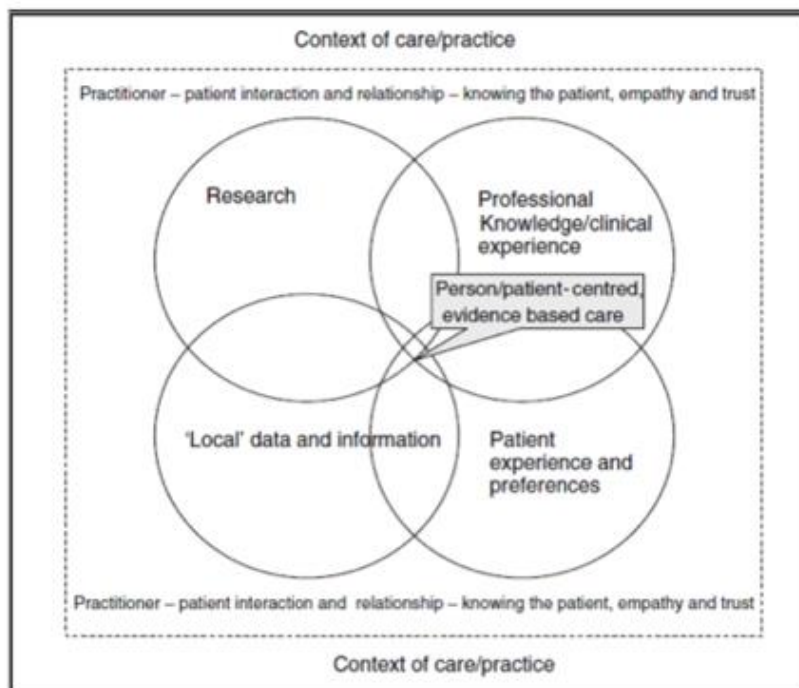 Context of care/practice
Practitioner – patient interaction and relationship – knowing the patient, empathy and trust
Research
Professional
Knowledge/clinical
experience
Person/patient-centred,
evidence based care
'Local' data and information
Patient
experience and
preferences
Practitioner – patient interaction and relationship – knowing the patient, empathy and trust
Context of care/practice